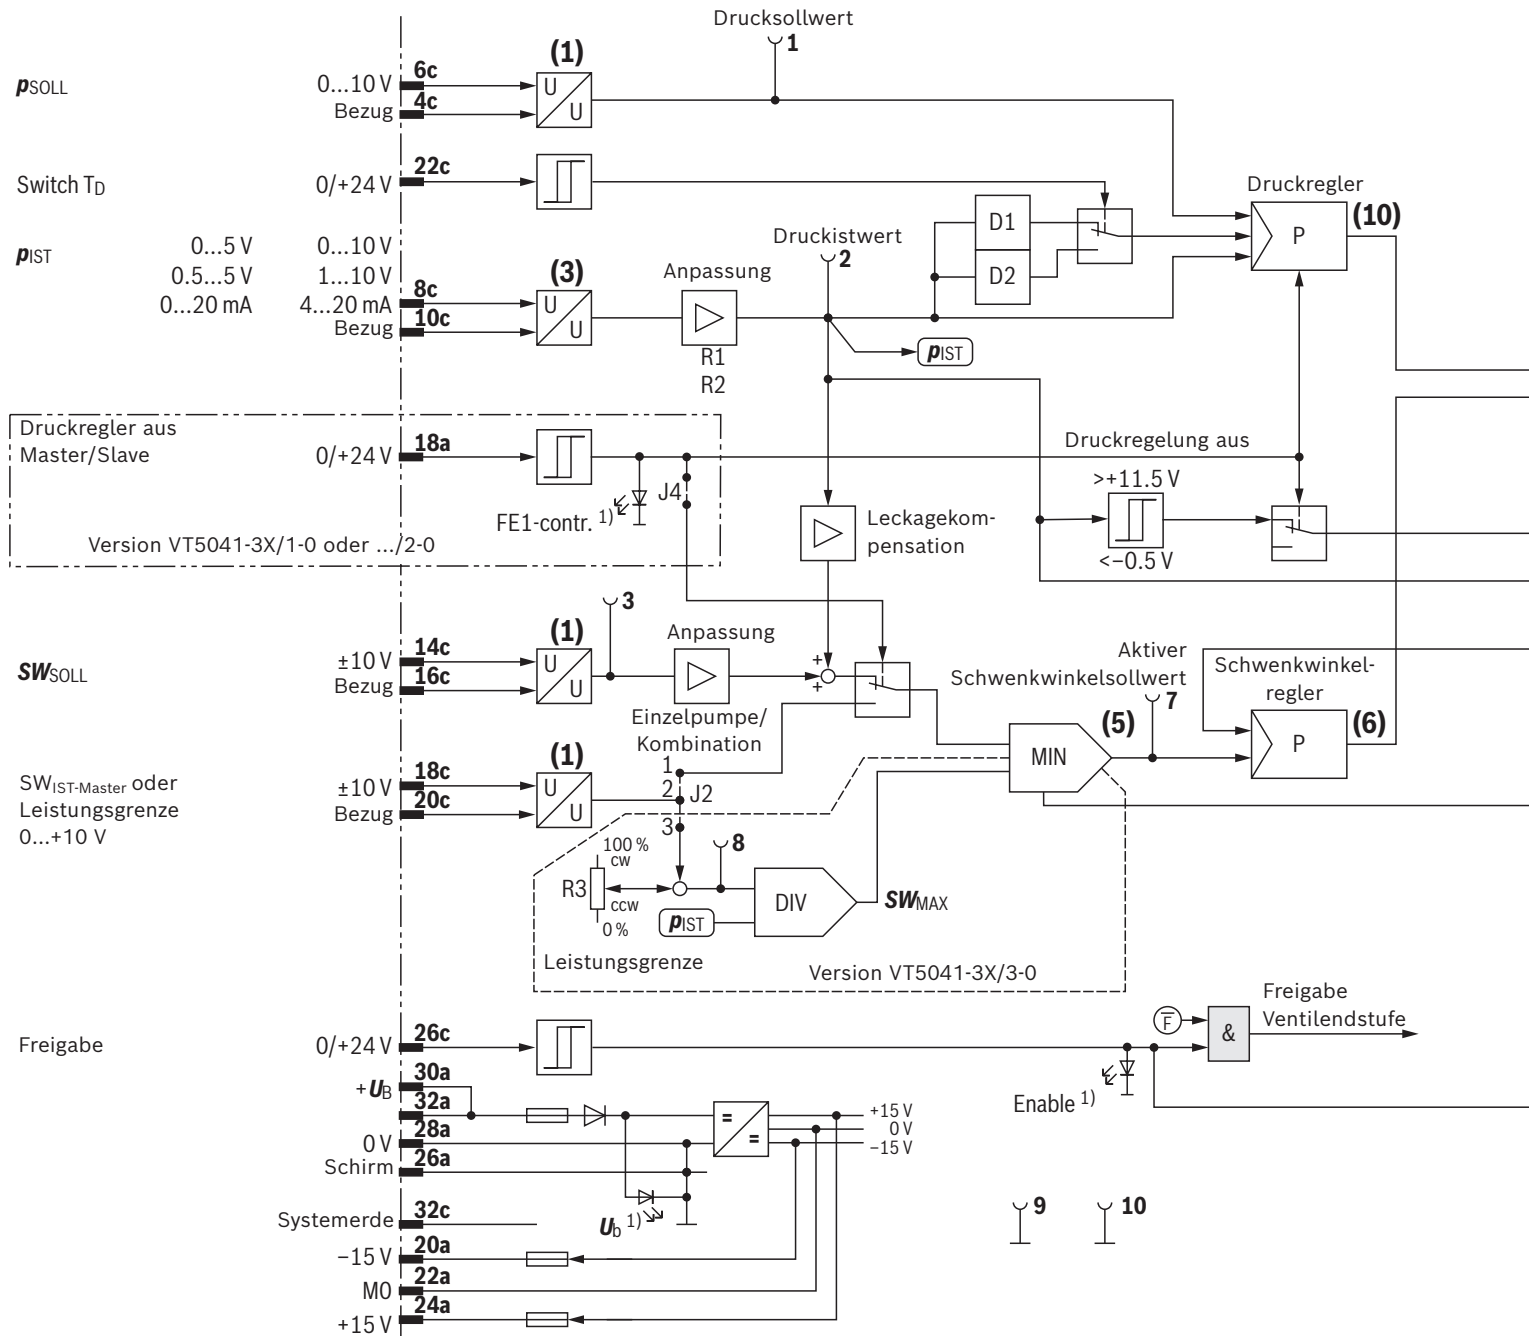 Drucksollwert
1
(1)
pSOLL
0...10 V
6c
U
U
Bezug
4c
Switch TD
0/+24 V
22c
Druckregler
D1
P
(10)
D2
pIST
0...5 V
0...10 V
0.5...5 V
1...10 V
0...20 mA
4...20 mA
8c
Bezug
10c
(3)
U
U
Anpassung
R1
R2
Druckistwert
2
pIST
Druckregler aus
Master/Slave
0/+24 V
18a
FE1-contr. 1)
J4
Version VT5041-3X/1-0 oder .../2-0
Druckregelung aus
>+11.5 V
<−0.5 V
Leckagekom-
pensation
3
(1)
SWSOLL
±10 V
14c
Bezug
16c
U
U
Anpassung
+
+
Einzelpumpe/
Kombination
Aktiver
Schwenkwinkelsollwert
7
Schwenkwinkel-
regler
MIN
(5)
P
(6)
SWIST-Master oder
Leistungsgrenze
0...+10 V
±10 V
18c
Bezug
20c
(1)
U
U
1
2
J2
3
100 %
cw
R3
ccw
0 %
8
DIV
pIST
SWMAX
Leistungsgrenze
Version VT5041-3X/3-0
Freigabe
0/+24 V
26c
F
&
Freigabe
Ventilendstufe
Enable 1)
+UB
30a
32a
0 V
28a
Schirm
26a
=
=
+15 V
0 V
−15 V
Ub 1)
Systemerde
32c
−15 V
20a
M0
22a
+15 V
24a
9
10